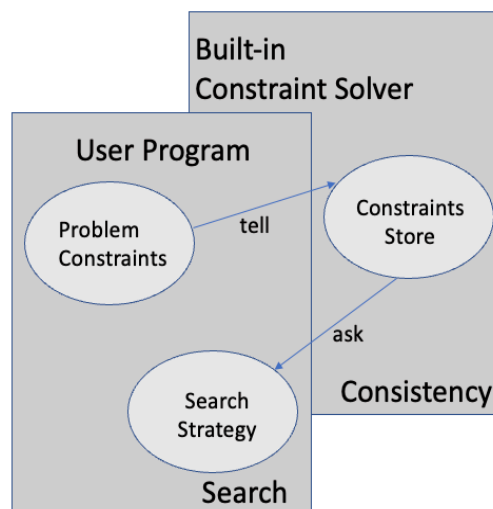 Built-in
Constraint Solver
User Program
Problem
Constraints
tell
Constraints
Store
ask
Search
Strategy
Consistency
Search